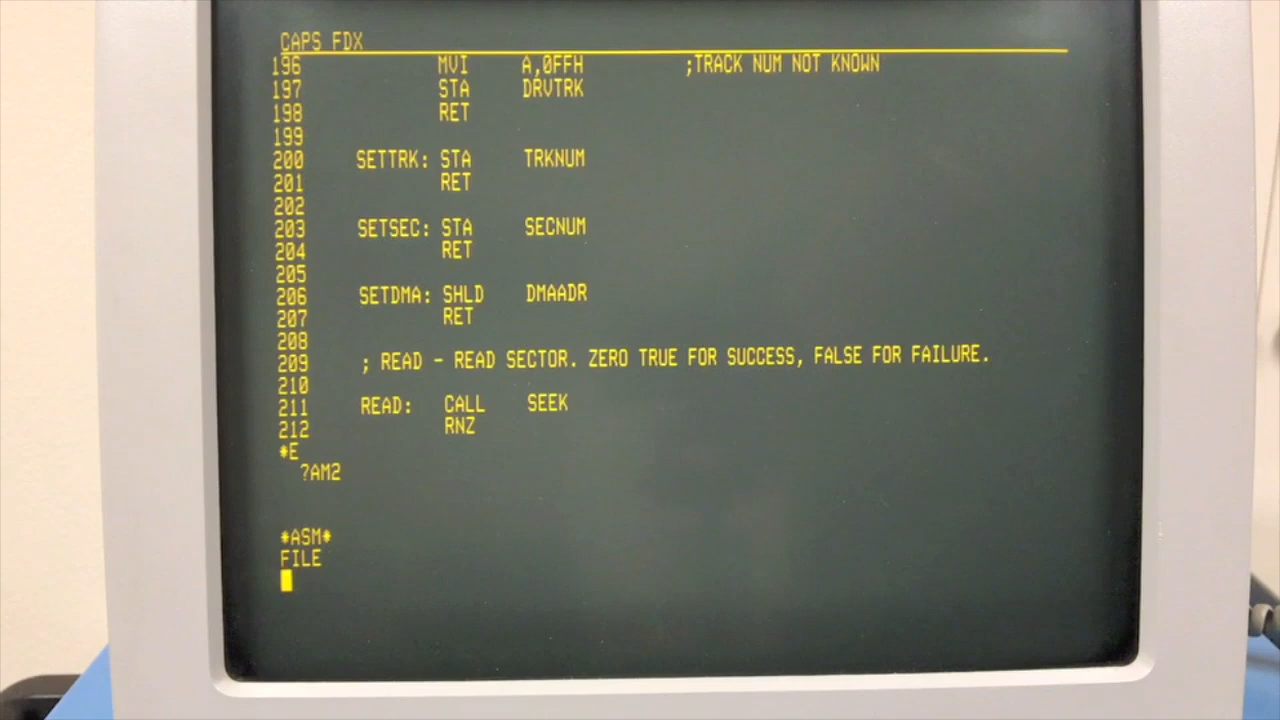 CAPS FDX
196 MVI A,0FFH ;TRACK NUM NOT KNOWN
197 STA DRVTRK
198 RET
199
200 SETTRK: STA TRKNUM
201 RET
202
203 SETSEC: STA SECNUM
204 RET
205
206 SETDMA: SHLD DMAADR
207 RET
208
209 ; READ - READ SECTOR. ZERO TRUE FOR SUCCESS, FALSE FOR FAILURE.
210
211 READ: CALL SEEK
212 RNZ
*E
?AM2
*ASM*
FILE